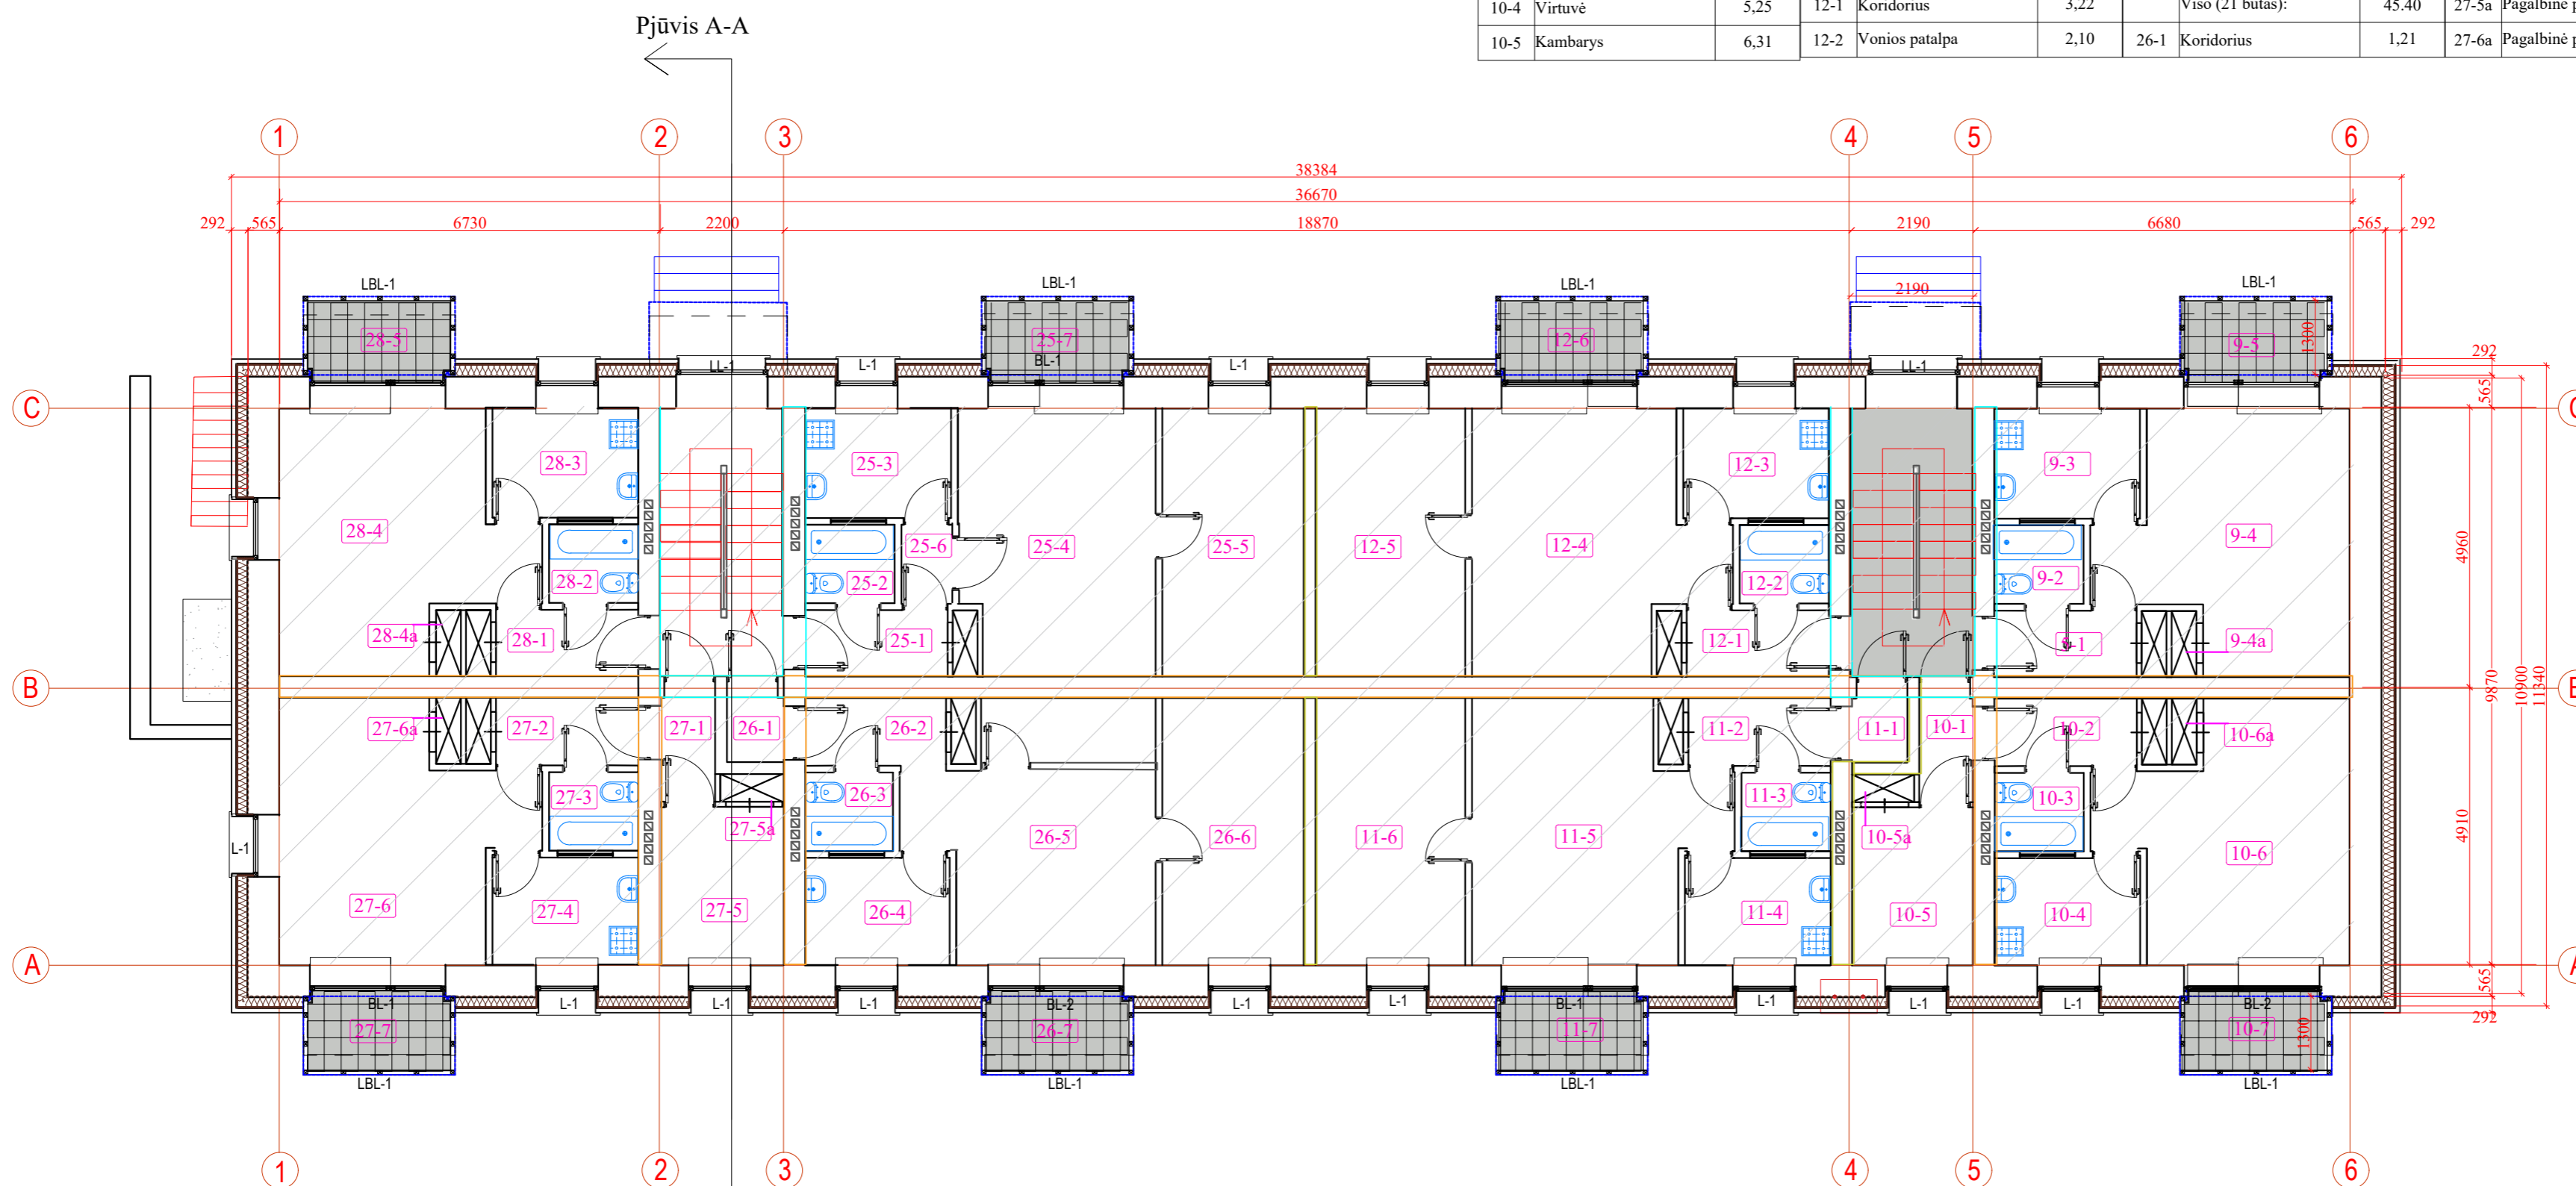 Pjūvis A-A
10-4 Virtuvė 5,25 12-1 Koridorius 3,22 Viso (21 butas): 45.40 27-5a Pagalbinė
10-5 Kambarys 6,31 12-2 Vonios patalpa 2,10 26-1 Koridorius 1,21 27-6a Pagalbinė
1 2 3 4 5 6
38384
36670
292 565 6730 2200 18870 2190 6680 565 292
LBL-1 LBL-1 LBL-1 LBL-1
2190
28-5 25-7 12-6 9-5 1300
LL-1 L-1 BL-1 L-1 LL-1 292
565
C C
28-3 25-3 12-3 9-3
28-4 25-6 25-4 25-5 12-5 12-4 9-4 4960
28-2 25-2 12-2 9-2
28-4a 28-1 25-1 12-1 9-4a
B
27-6a 27-2 27-1 26-1 26-2 11-2 11-1 10-1 10-2 10-6a 9870 10900 11340
27-3 26-3 11-3 10-3
27-5a 26-5 26-6 11-6 11-5 10-5a 10-6 4910
L-1
27-6 27-4 27-5 26-4 11-4 10-5 10-4
A A
565
BL-1 L-1 L-1 L-1 BL-2 L-1 L-1 BL-1 L-1 L-1 L-1 BL-2
292
27-7 26-7 11-7 10-7 1300
LBL-1 LBL-1 LBL-1 LBL-1
1 2 3 4 5 6